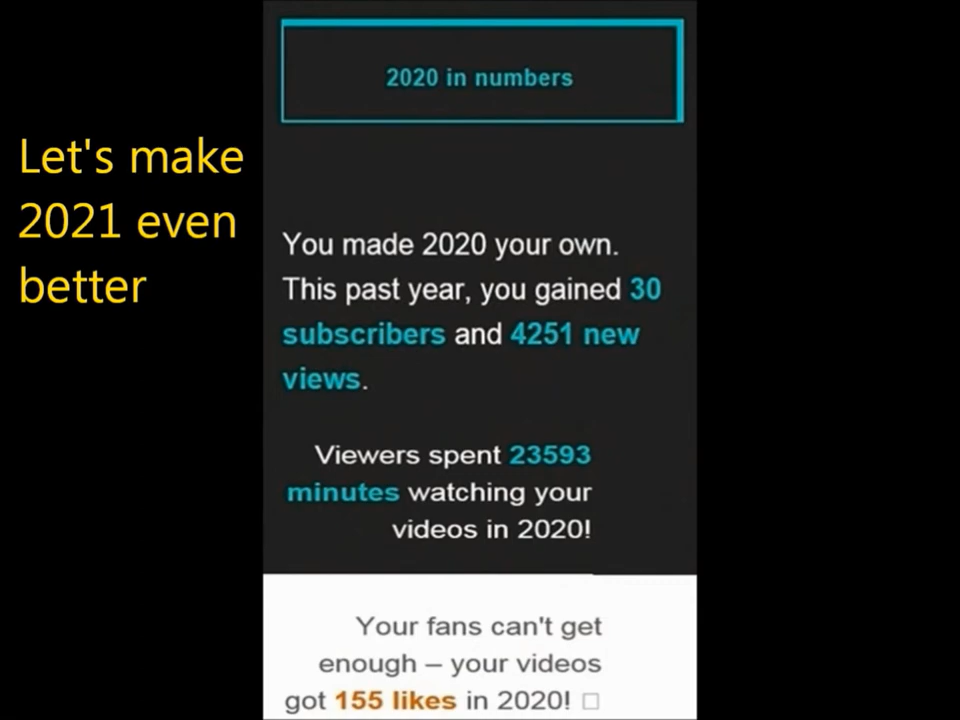 Let's make
2021 even
better
2020 in numbers
You made 2020 your own.
This past year, you gained 30
subscribers and 4251 new
views.
Viewers spent 23593
minutes watching your
videos in 2020!
Your fans can't get
enough – your videos
got 155 likes in 2020! □